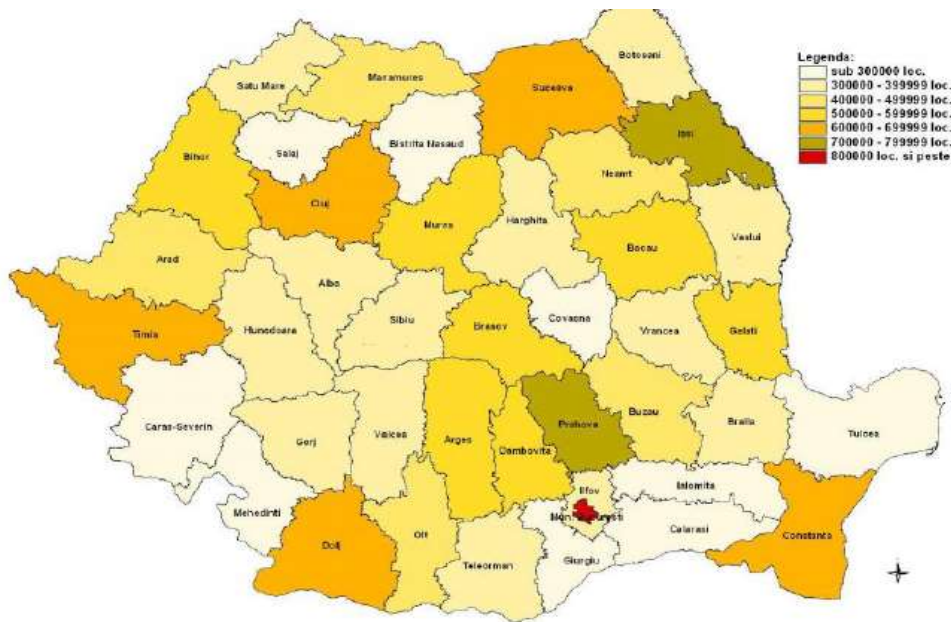 Botosani
Legenda:
sub 300000 loc.
300000 - 399999 loc.
400000 - 499999 loc.
500000 - 599999 loc.
600000 - 699999 loc.
700000 - 799999 loc.
800000 loc. si peste
Satu Mare
Maramures
Suceava
Iasi
Bihor
Salaj
Bistrita Nasaud
Cluj
Neamt
Mures
Harghita
Bacau
Vaslui
Arad
Alba
Timis
Hunedoara
Sibiu
Brasov
Covasna
Vrancea
Galati
Caras-Severin
Gorj
Valcea
Arges
Dambovita
Prahova
Buzau
Braila
Tulcea
Mehedinti
Ilfov
Ialomita
Mun. Bucuresti
Calarasi
Constanta
Dolj
Olt
Teleorman
Giurgiu